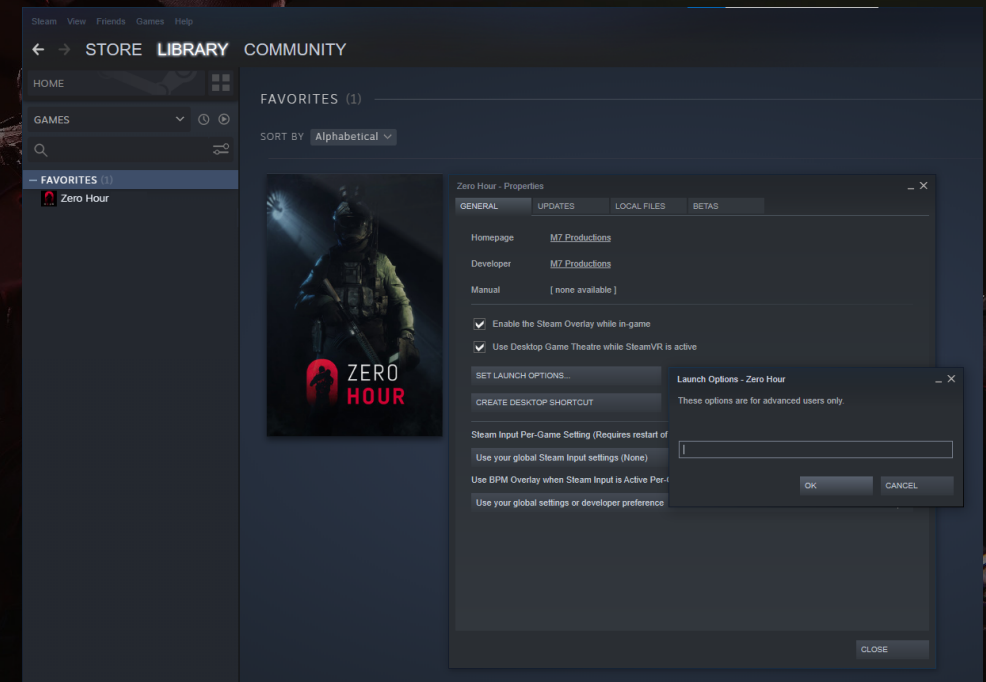 Steam View Friends Games Help
STORE LIBRARY COMMUNITY
HOME
GAMES
FAVORITES (1)
Zero Hour
FAVORITES (1)
SORT BY Alphabetical
ZERO
HOUR
Zero Hour - Properties
GENERAL UPDATES LOCAL FILES BETAS
Homepage M7 Productions
Developer M7 Productions
Manual [ none available ]
Enable the Steam Overlay while in-game
Use Desktop Game Theatre while SteamVR is active
SET LAUNCH OPTIONS...
CREATE DESKTOP SHORTCUT
Steam Input Per-Game Setting (Requires restart of
Use your global Steam Input settings (None)
Use BPM Overlay when Steam Input is Active Per-
Use your global settings or developer preference
CLOSE
Launch Options - Zero Hour
These options are for advanced users only.
OK CANCEL